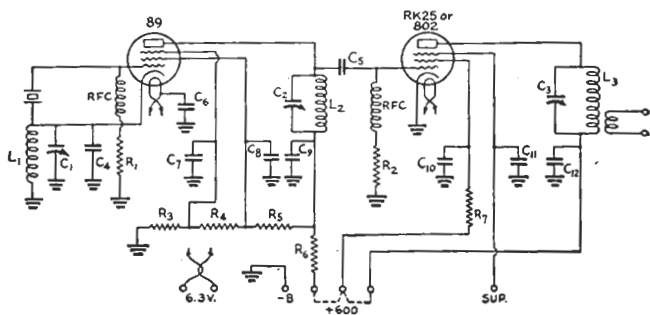 89
RK25 or
802
C5
C6
RFC
C2
L2
RFC
C3
L3
L1
C1
C4
R1
C7
C8
C9
R2
C10
C11
C12
R3
R4
R5
R6
R7
6.3V.
-B
+600
SUP.